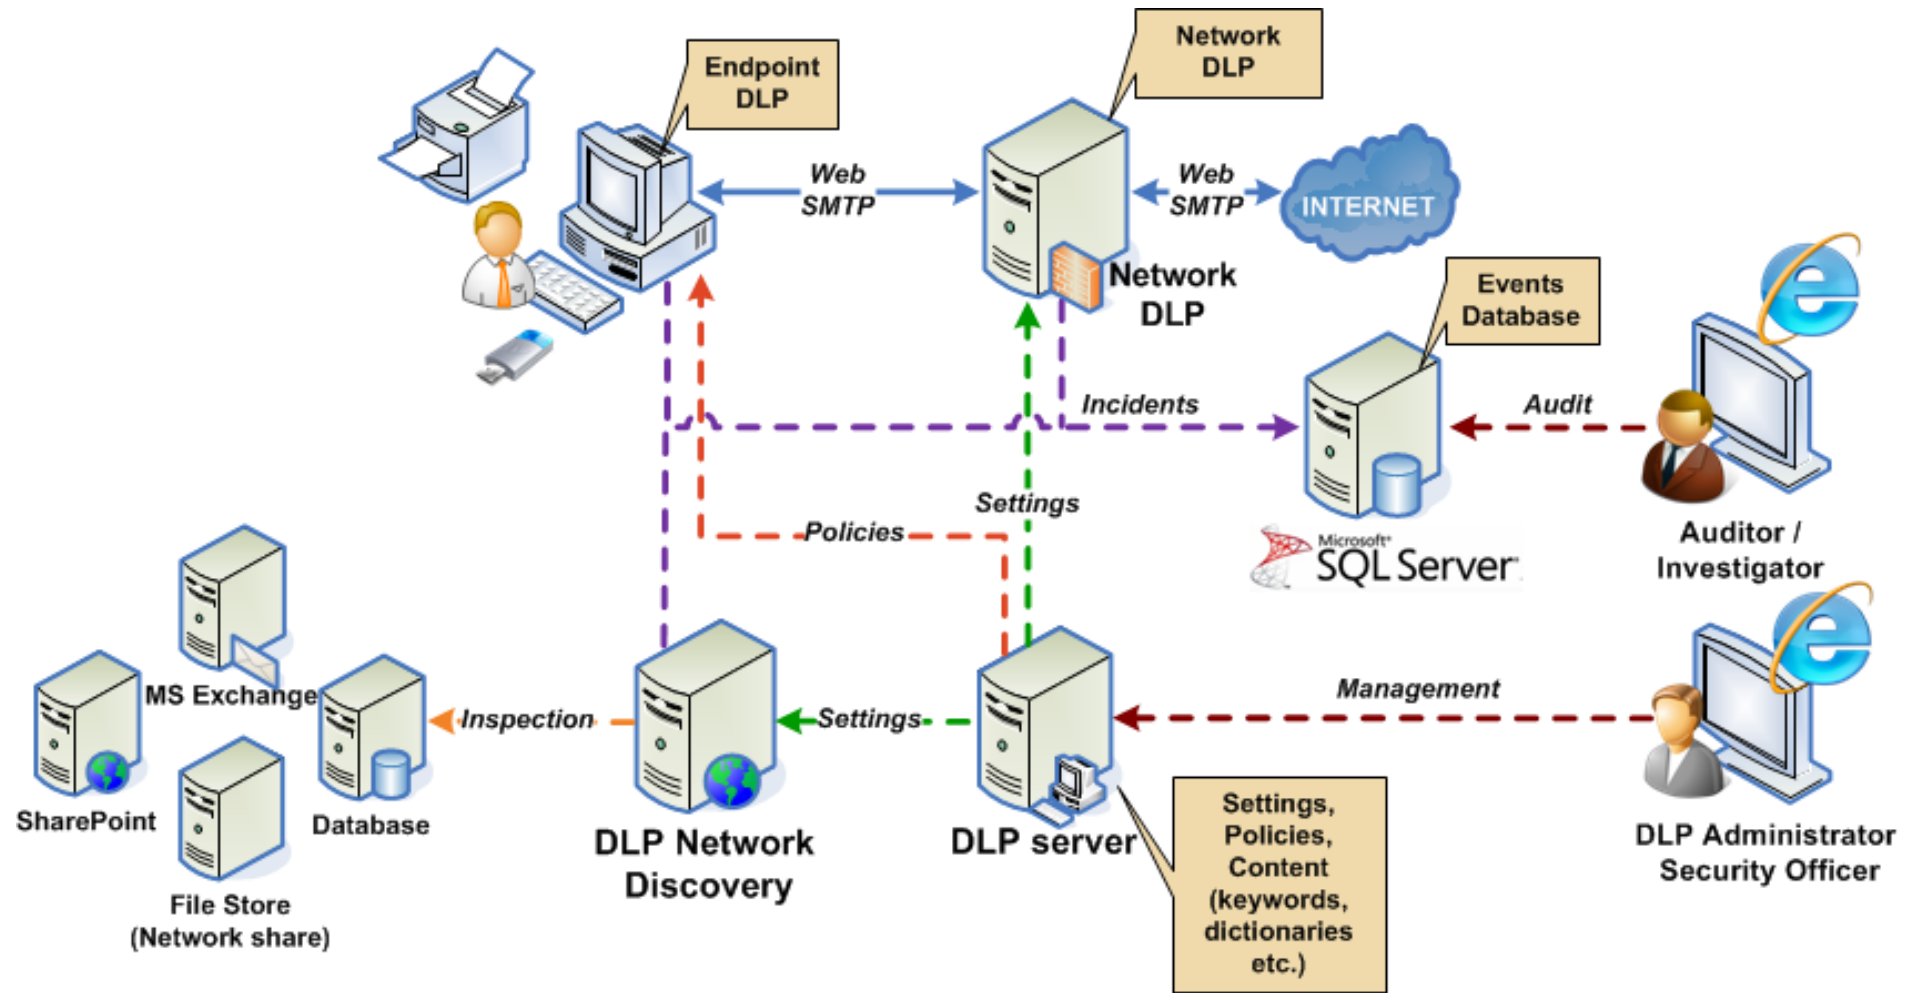 Endpoint
DLP
Network
DLP
Web
SMTP
Web
SMTP
INTERNET
Network
DLP
Events
Database
Incidents
Audit
Settings
Policies
Microsoft
SQL Server
Auditor /
Investigator
MS Exchange
Inspection
Settings
Management
SharePoint
Database
File Store
(Network share)
DLP Network
Discovery
DLP server
Settings,
Policies,
Content
(keywords,
dictionaries
etc.)
DLP Administrator
Security Officer